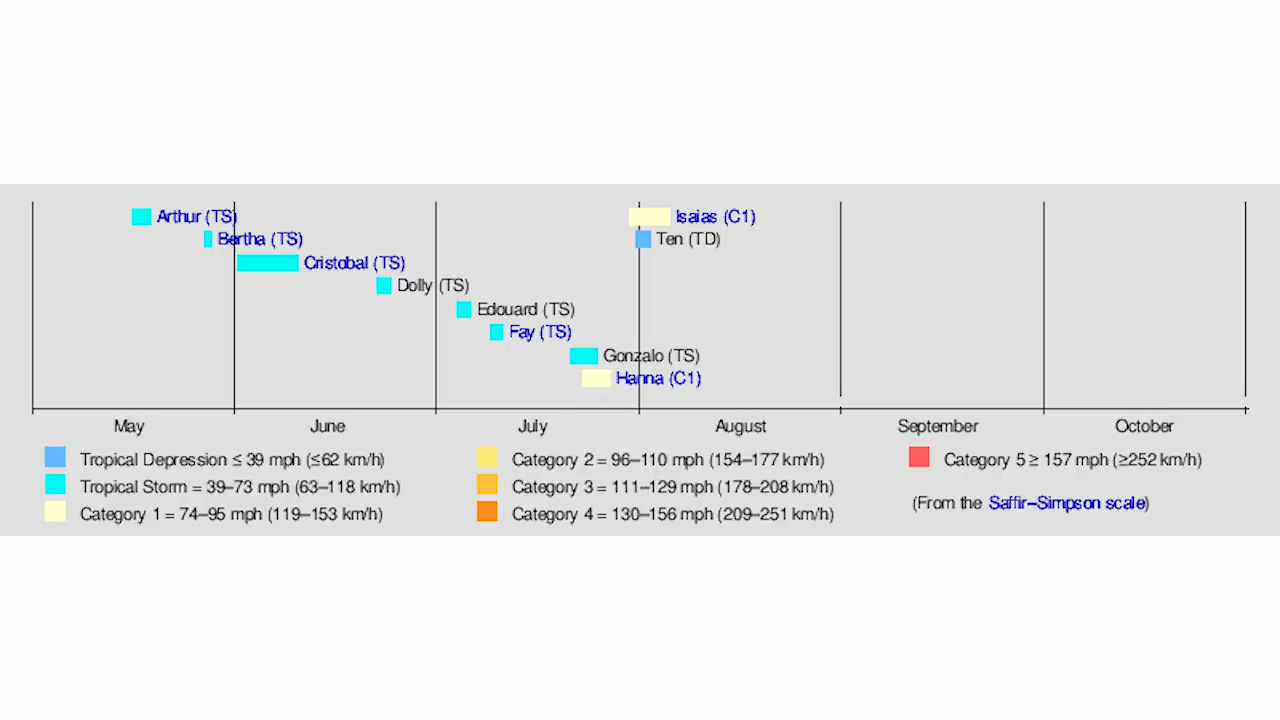 Arthur (TS)
Isaias (C1)
Bertha (TS)
Ten (TD)
Cristobal (TS)
Dolly (TS)
Edouard (TS)
Fay (TS)
Gonzalo (TS)
Hanna (C1)
May
June
July
August
September
October
Tropical Depression ≤ 39 mph (≤62 km/h)
Tropical Storm = 39–73 mph (63–118 km/h)
Category 1 = 74–95 mph (119–153 km/h)
Category 2 = 96–110 mph (154–177 km/h)
Category 3 = 111–129 mph (178–208 km/h)
Category 4 = 130–156 mph (209–251 km/h)
Category 5 ≥ 157 mph (≥252 km/h)
(From the Saffir–Simpson scale)